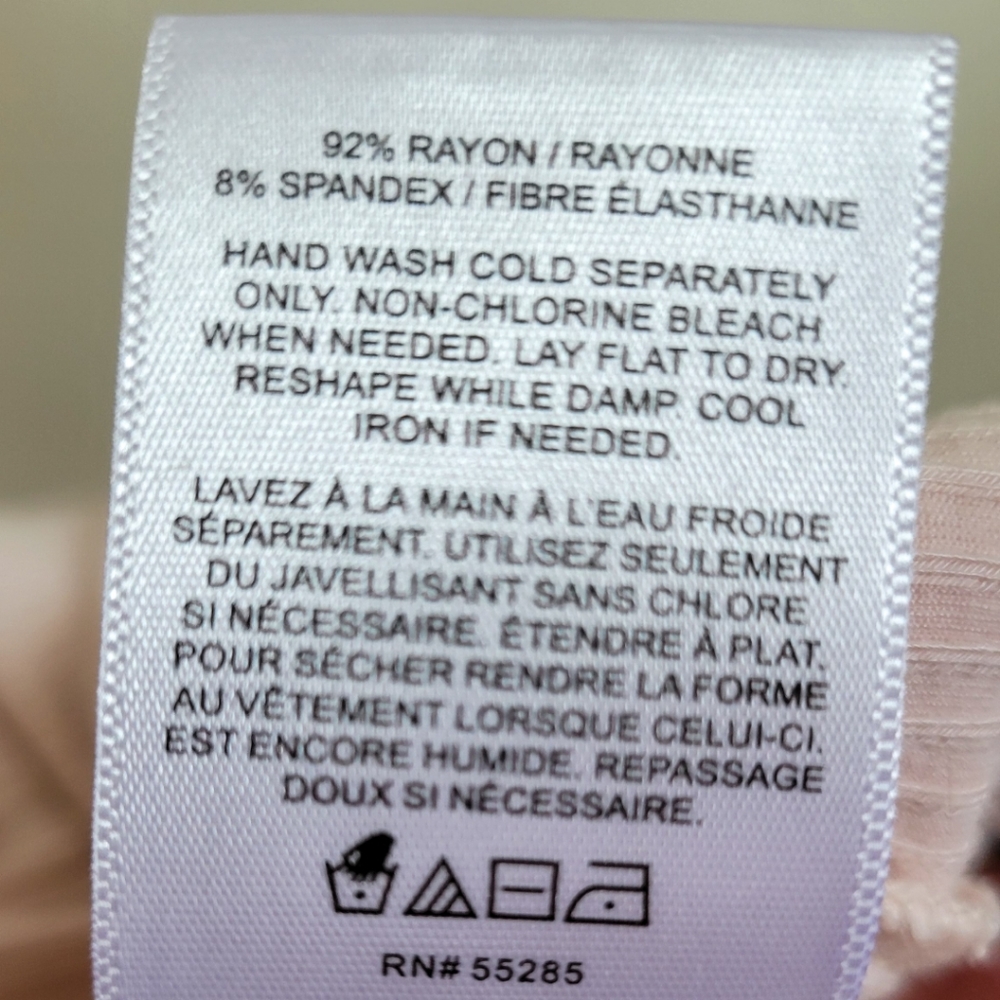 92% RAYON / RAYONNE
8% SPANDEX / FIBRE ÉLASTHANNE
HAND WASH COLD SEPARATELY
ONLY. NON-CHLORINE BLEACH
WHEN NEEDED. LAY FLAT TO DRY.
RESHAPE WHILE DAMP. COOL
IRON IF NEEDED.
LAVEZ À LA MAIN À L'EAU FROIDE
SÉPAREMENT. UTILISEZ SEULEMENT
DU JAVELLISANT SANS CHLORE
SI NÉCESSAIRE. ÉTENDRE À PLAT.
POUR SÉCHER RENDRE LA FORME
AU VÊTEMENT LORSQUE CELUI-CI.
EST ENCORE HUMIDE. REPASSAGE
DOUX SI NÉCESSAIRE.
RN# 55285